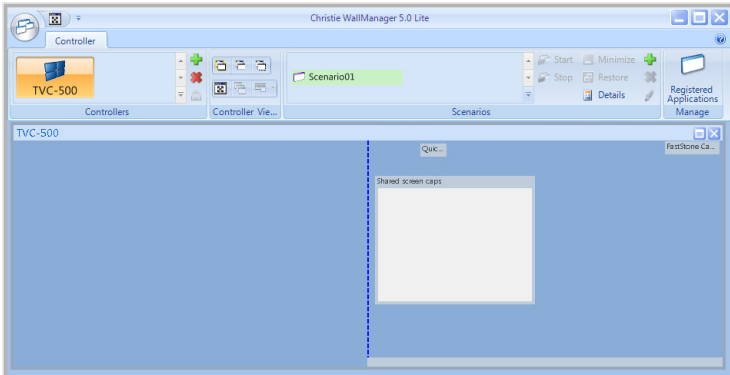 Christie WallManager 5.0 Lite
Controller
TVC-500
Scenario01
Start
Minimize
Stop
Restore
Details
Registered
Applications
Controllers
Controller Vie...
Scenarios
Manage
TVC-500
Quic...
FastStone Ca...
Shared screen caps